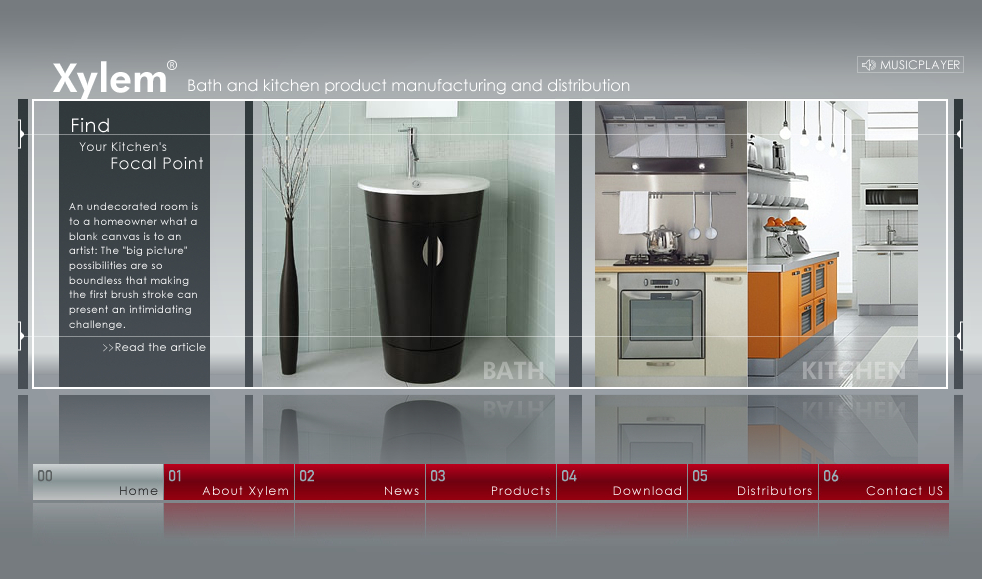 Xylem®
Bath and kitchen product manufacturing and distribution
MUSICPLAYER
Find
Your Kitchen's
Focal Point
An undecorated room is
to a homeowner what a
blank canvas is to an
artist: The "big picture"
possibilities are so
boundless that making
the first brush stroke can
present an intimidating
challenge.
>>Read the article
BATH
KITCHEN
00
Home
01
About Xylem
02
News
03
Products
04
Download
05
Distributors
06
Contact US